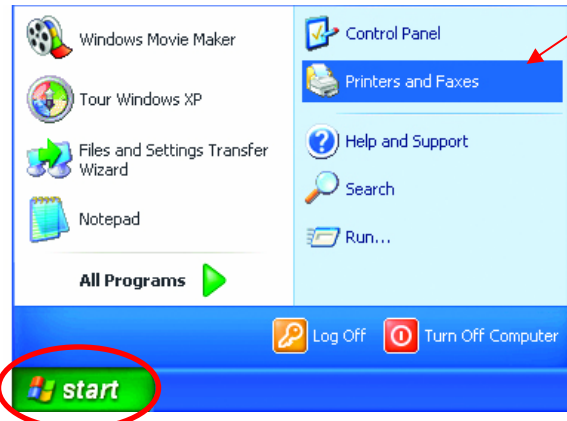 Windows Movie Maker
Tour Windows XP
Files and Settings Transfer
Wizard
Notepad
All Programs
Control Panel
Printers and Faxes
Help and Support
Search
Run...
Log Off
Turn Off Computer
start